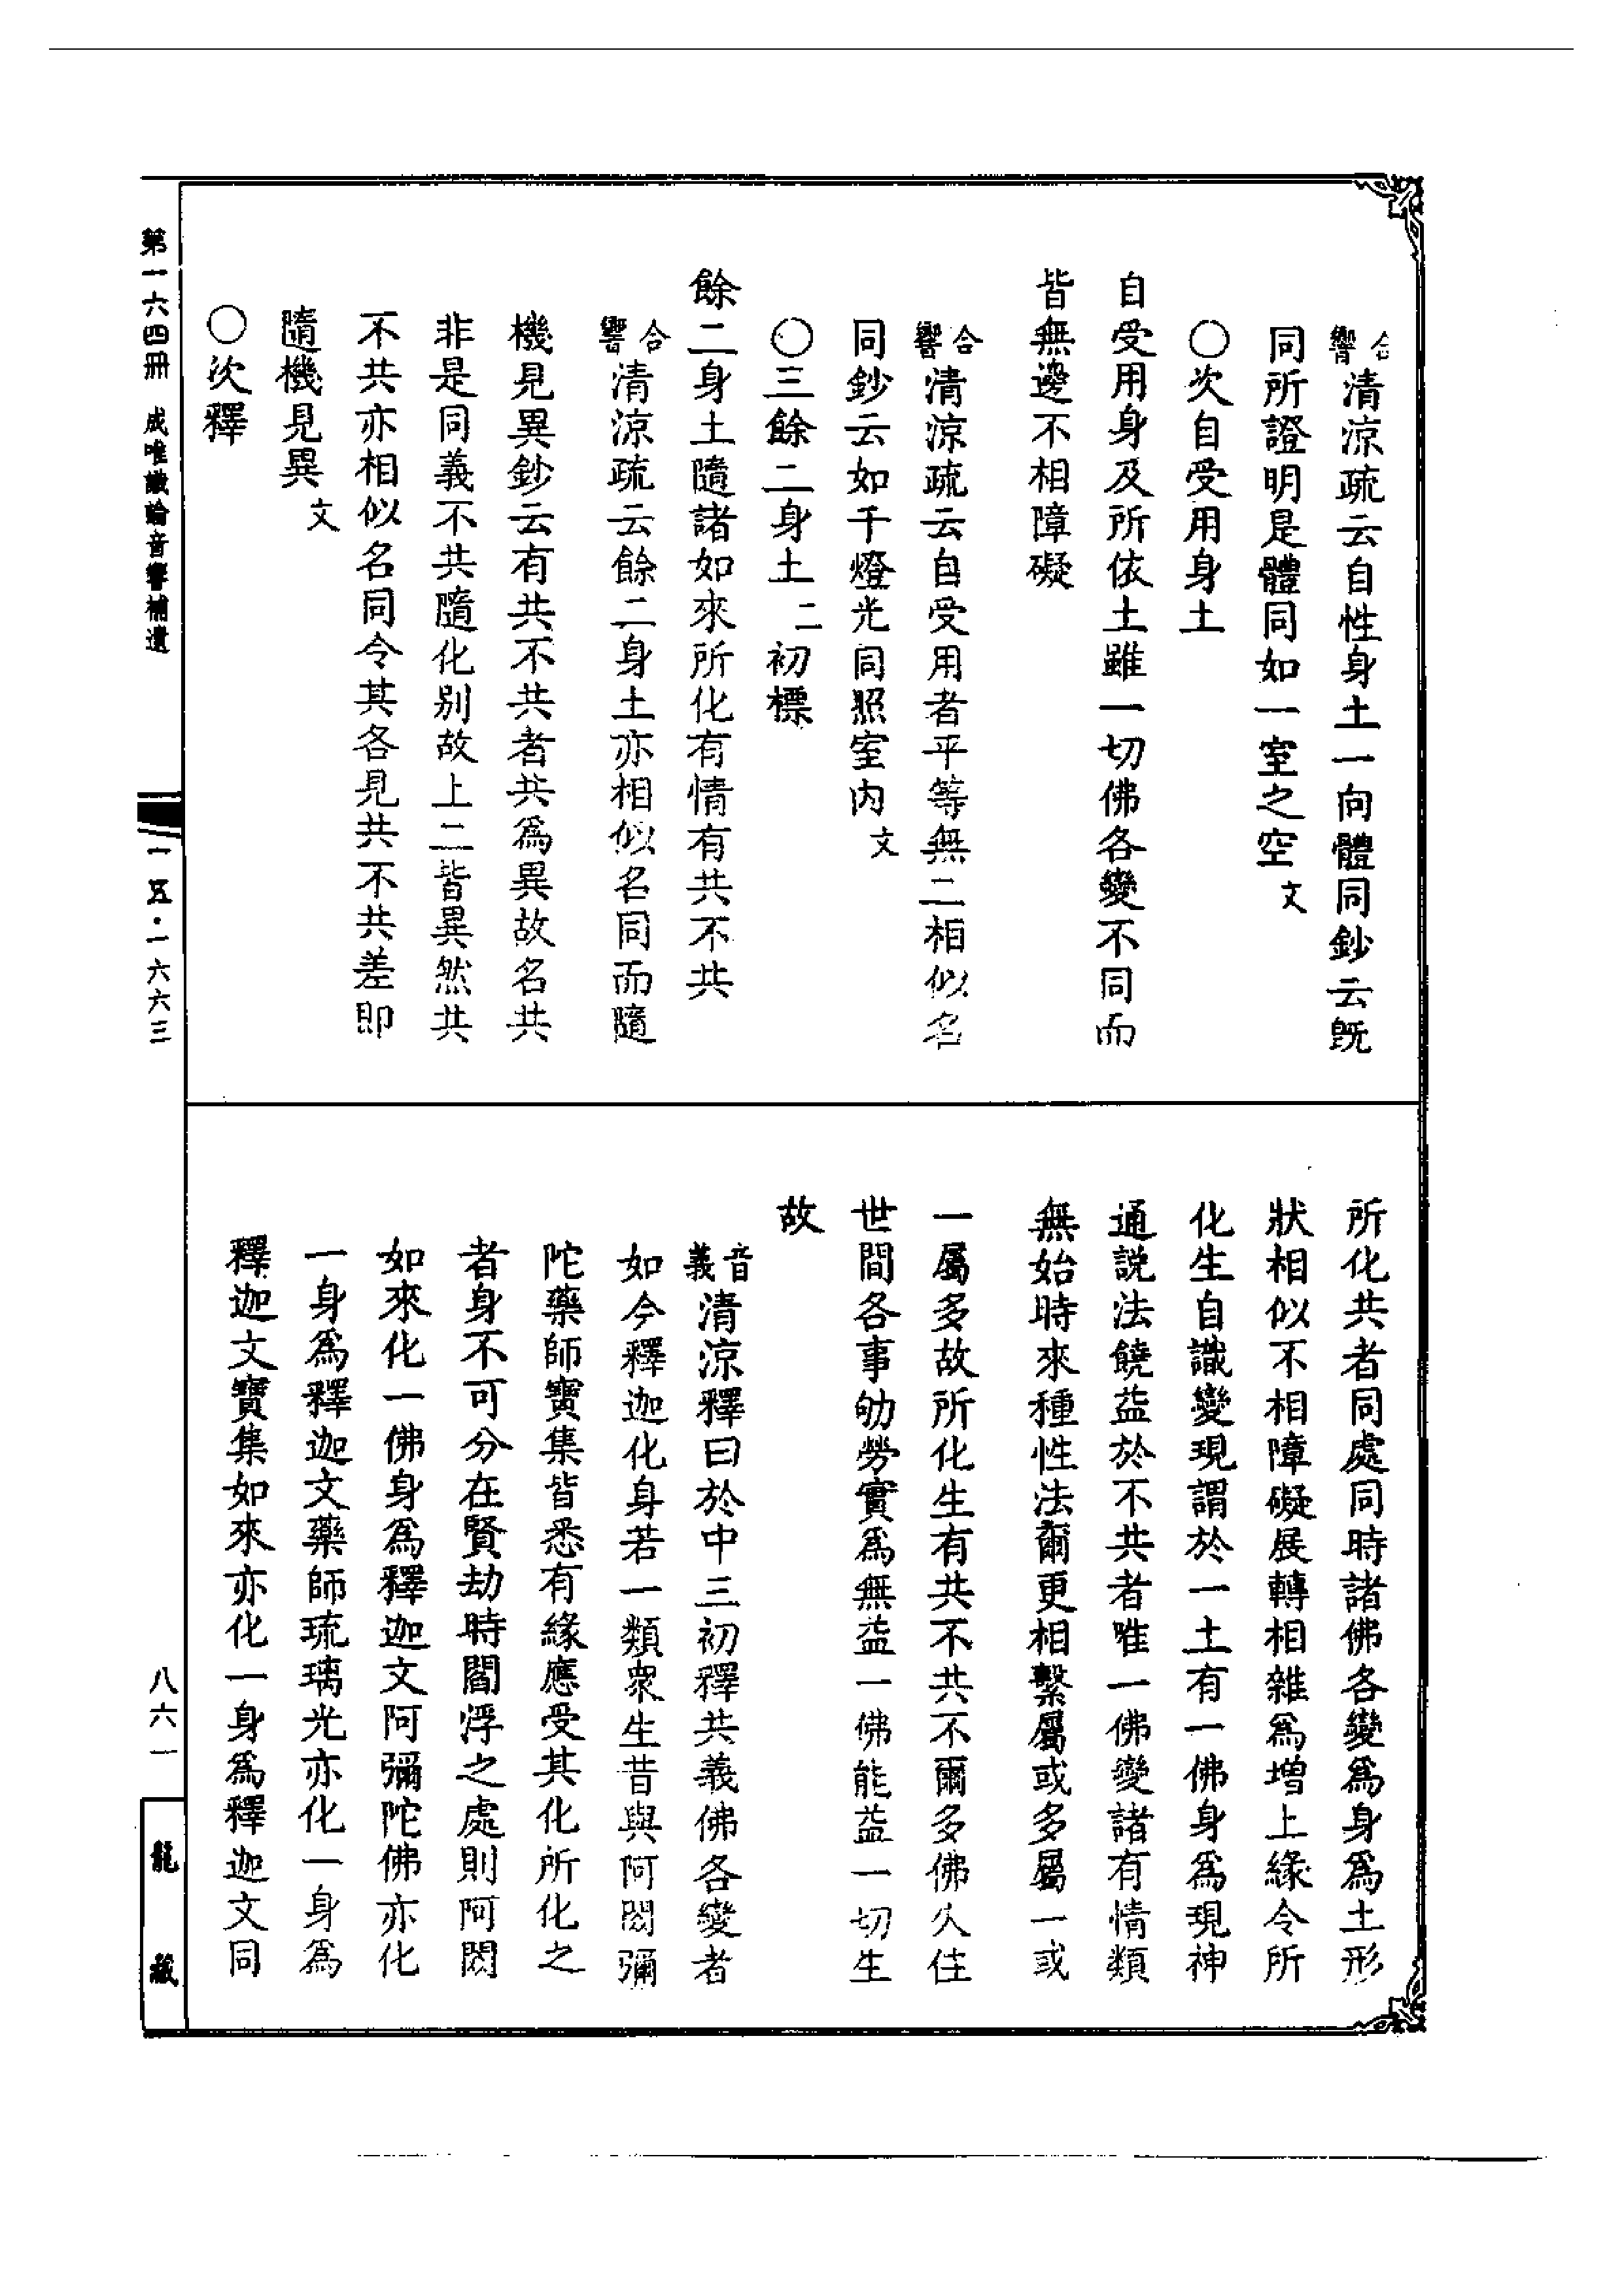 合響清涼疏云自性身土一向體同鈔云旣
同所證明是體同如一室之空文
○次自受用身土
自受用身及所依土雖一切佛各變不同而
皆無邊不相障礙
合響清涼疏云自受用者平等無二相似名
同鈔云如千燈光同照室内文
○三餘二身土二初標
餘二身土隨諸如來所化有情有共不共
合響清涼疏云餘二身土亦相似名同而隨
機見異鈔云有共不共者共爲異故名共
非是同義不共隨化别故上二皆異然共
不共亦相似名同令其各見共不共差即
隨機見異文
○次釋
所化共者同處同時諸佛各變爲身爲土形
狀相似不相障礙展轉相雜爲增上緣令所
化生自識變現謂於一土有一佛身爲現神
通說法饒益於不共者唯一佛變諸有情類
無始時來種性法爾更相繫屬或多屬一或
一屬多故所化生有共不共不爾多佛久住
世間各事劬勞實爲無益一佛能益一切生
故
音義清涼釋曰於中三初釋共義佛各變者
如今釋迦化身若一類衆生昔與阿閦彌
陀藥師寶集皆悉有緣應受其化所化之
者身不可分在賢劫時閻浮之處則阿閦
如來化一佛身爲釋迦文阿彌陀佛亦化
一身爲釋迦文藥師琉璃光亦化一身爲
釋迦文寶集如來亦化一身爲釋迦文同
第一六四冊　成唯識論音響補遺
一五·一六六三
八六一
龍藏